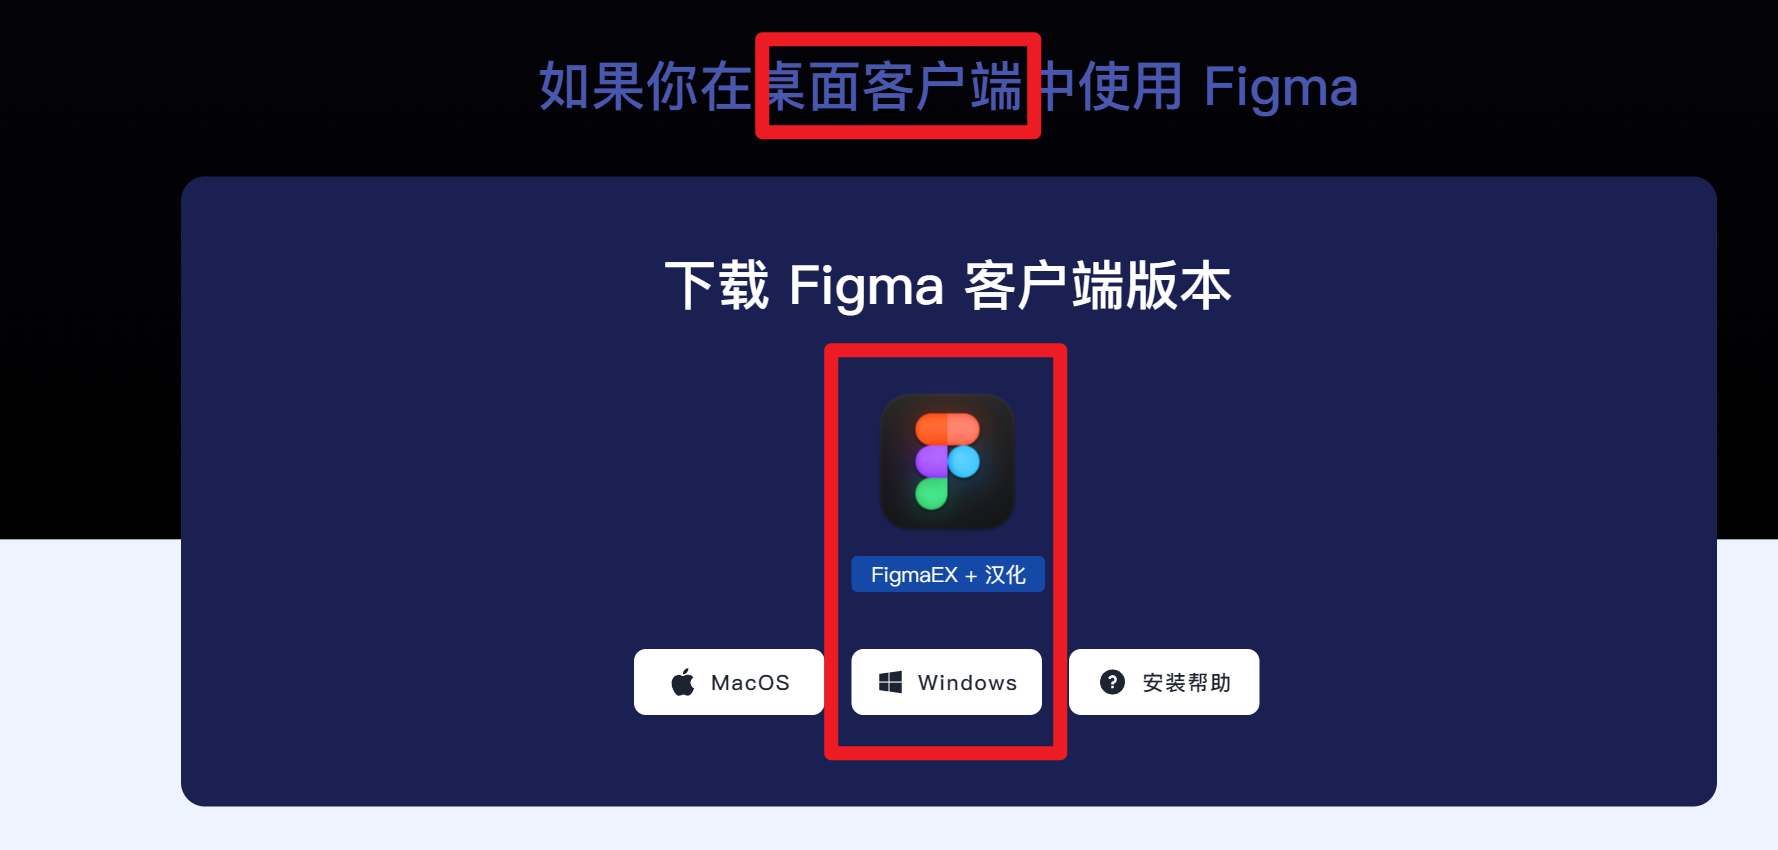 如果你在桌面客户端中使用 Figma
下载 Figma 客户端版本
FigmaEX + 汉化
MacOS
Windows
安装帮助